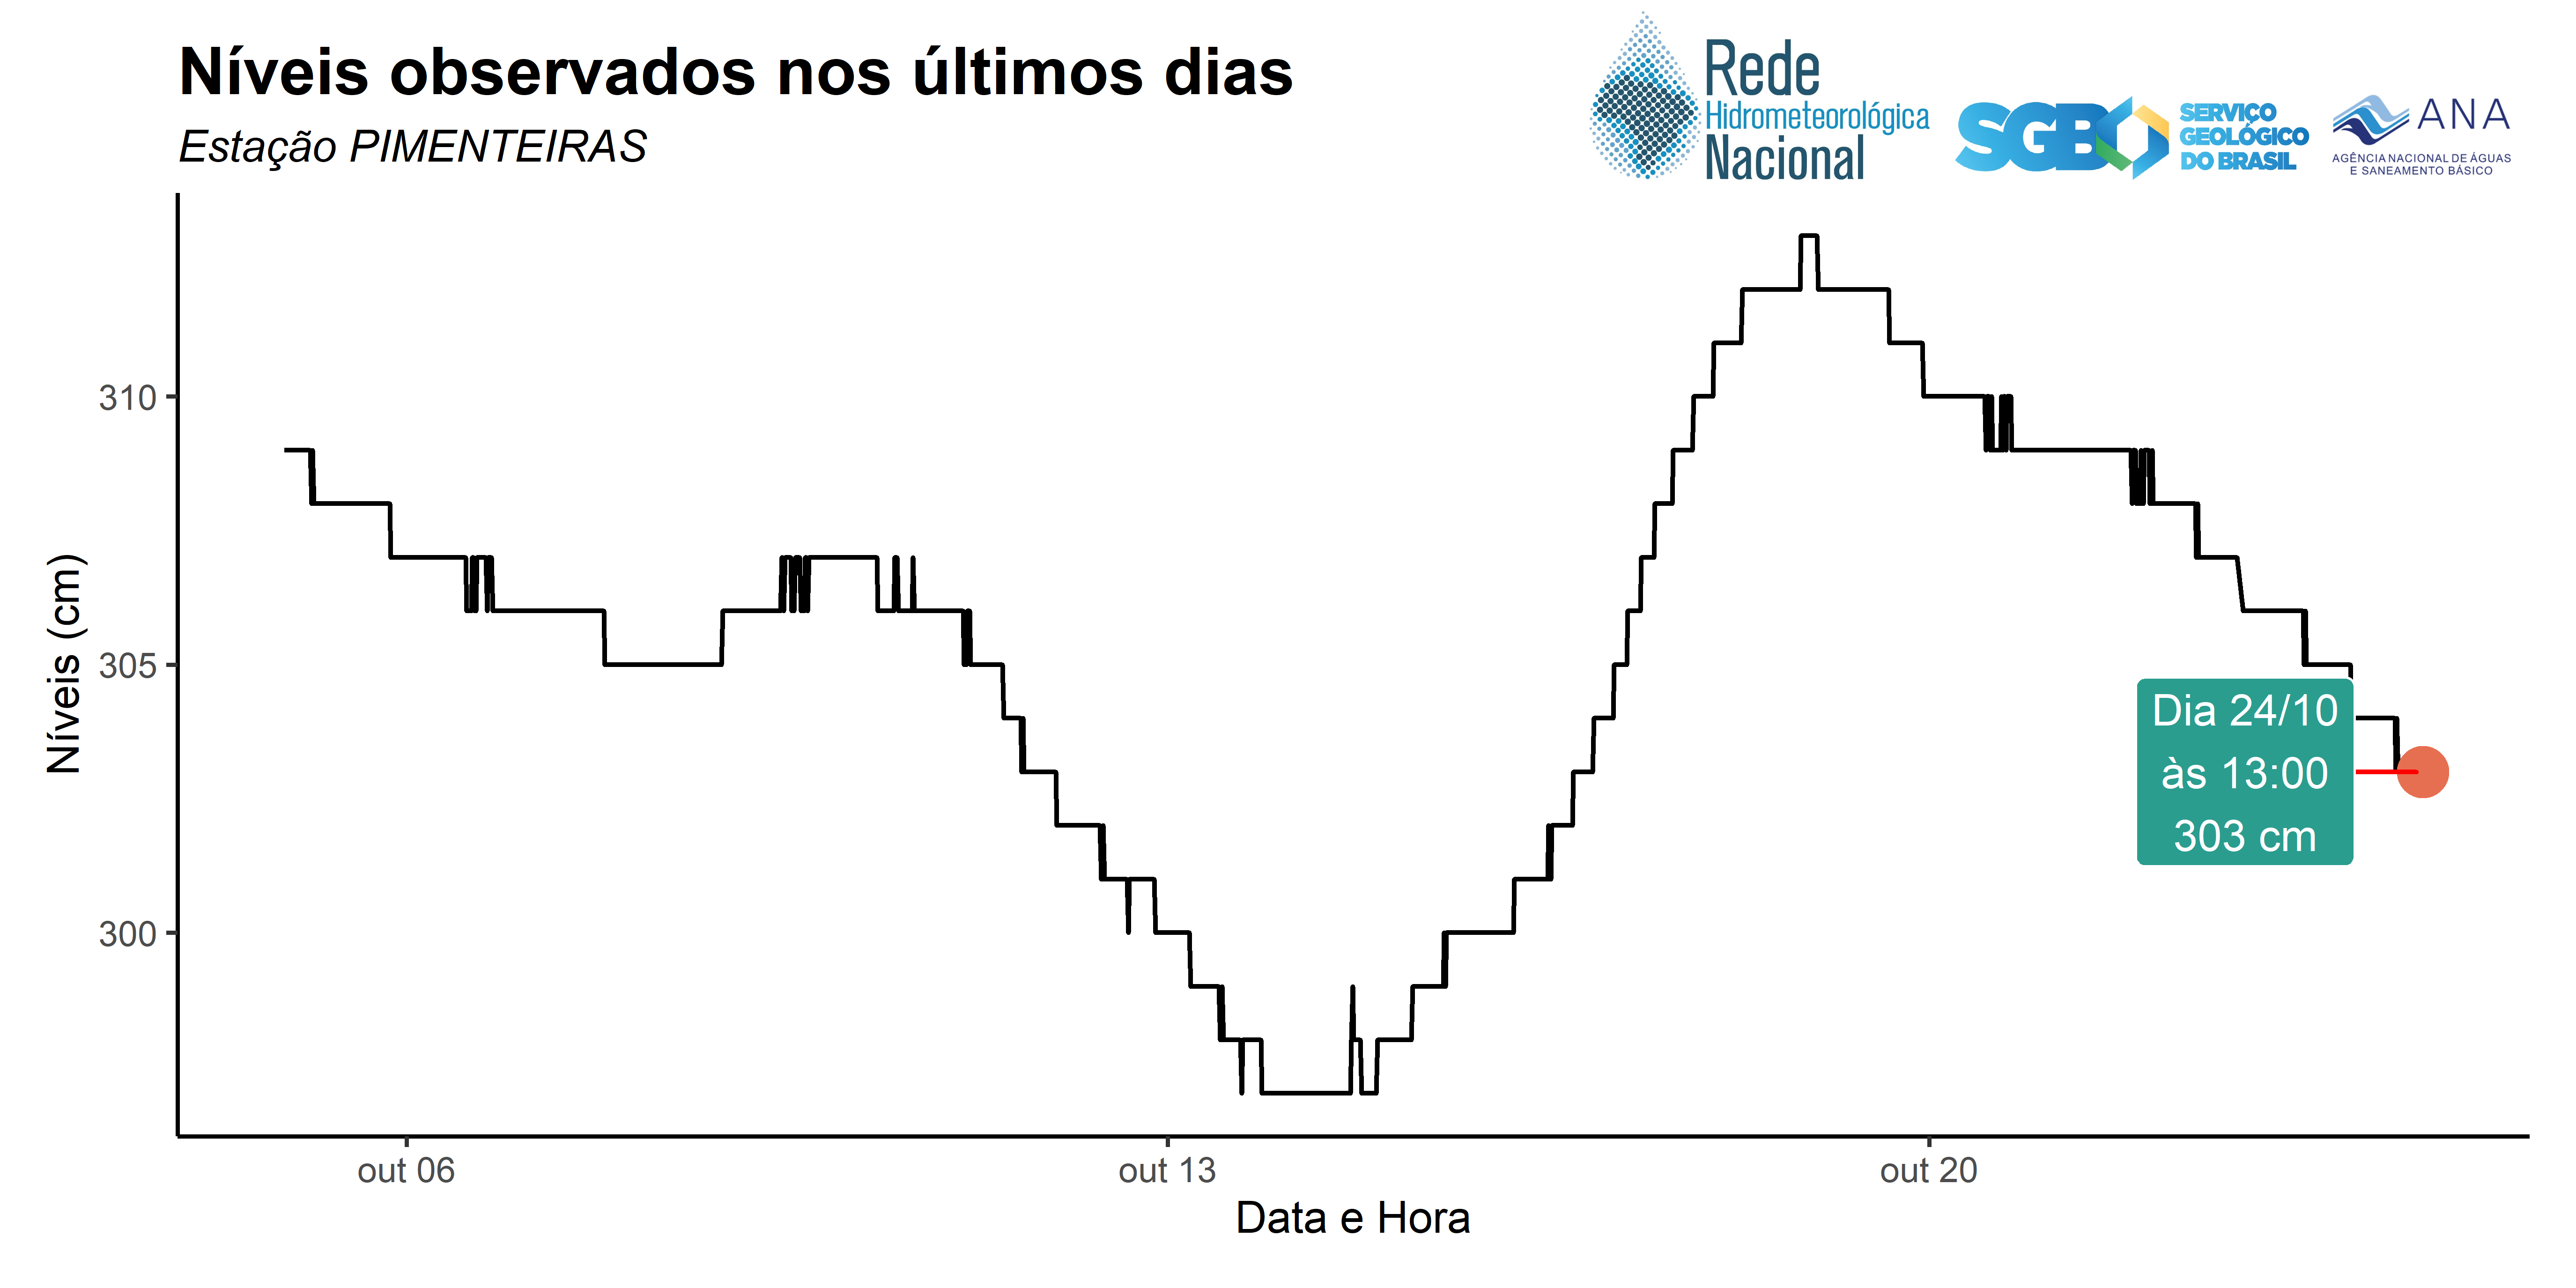 Níveis observados nos últimos dias
Estação PIMENTEIRAS
Rede
Hidrometeorológica
Nacional
SGB
SERVIÇO
GEOLÓGICO
DO BRASIL
ANA
AGÊNCIA NACIONAL DE ÁGUAS
E SANEAMENTO BÁSICO
Níveis (cm)
310
305
300
Dia 24/10
às 13:00
303 cm
out 06
out 13
out 20
Data e Hora